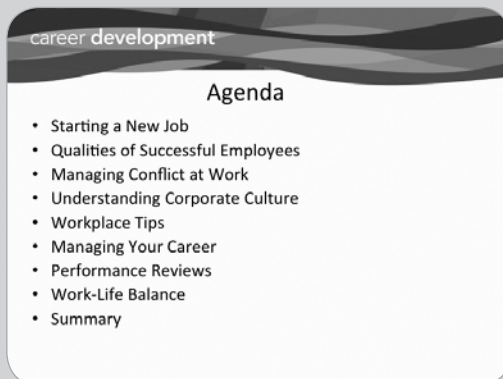 career development
Agenda
• Starting a New Job
• Qualities of Successful Employees
• Managing Conflict at Work
• Understanding Corporate Culture
• Workplace Tips
• Managing Your Career
• Performance Reviews
• Work-Life Balance
• Summary